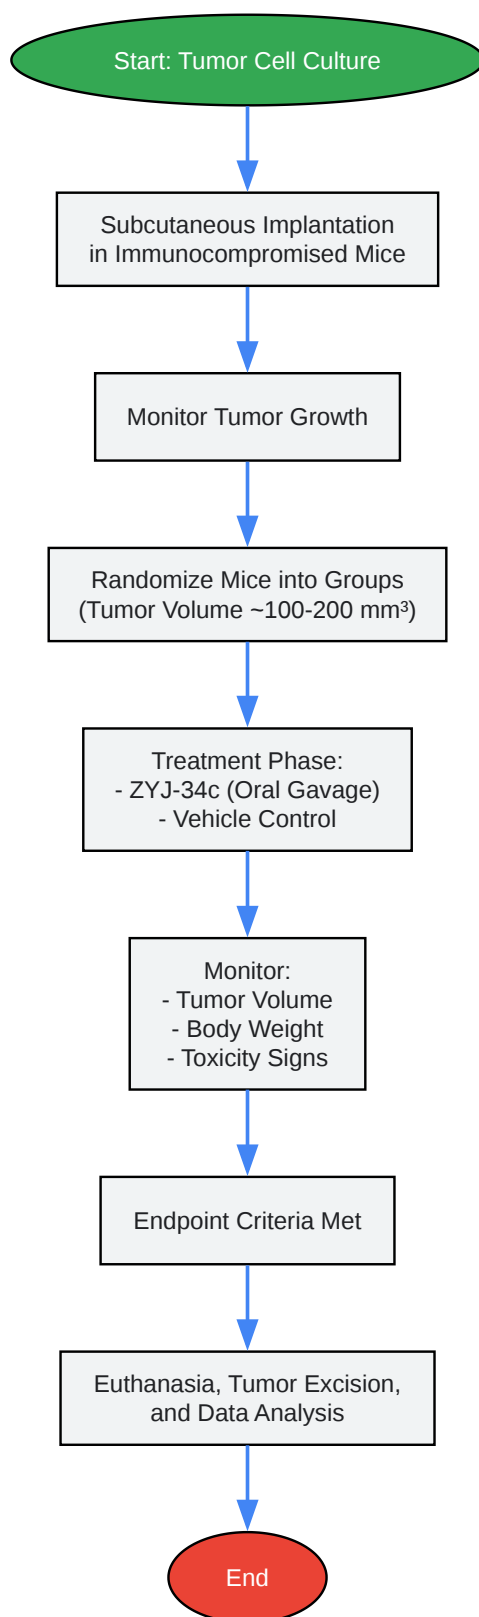 Start: Tumor Cell Culture
Subcutaneous Implantation
in Immunocompromised Mice
Monitor Tumor Growth
Randomize Mice into Groups
(Tumor Volume ~100-200 mm³)
Treatment Phase:
- ZYJ-34c (Oral Gavage)
- Vehicle Control
Monitor:
- Tumor Volume
- Body Weight
- Toxicity Signs
Endpoint Criteria Met
Euthanasia, Tumor Excision,
and Data Analysis
End